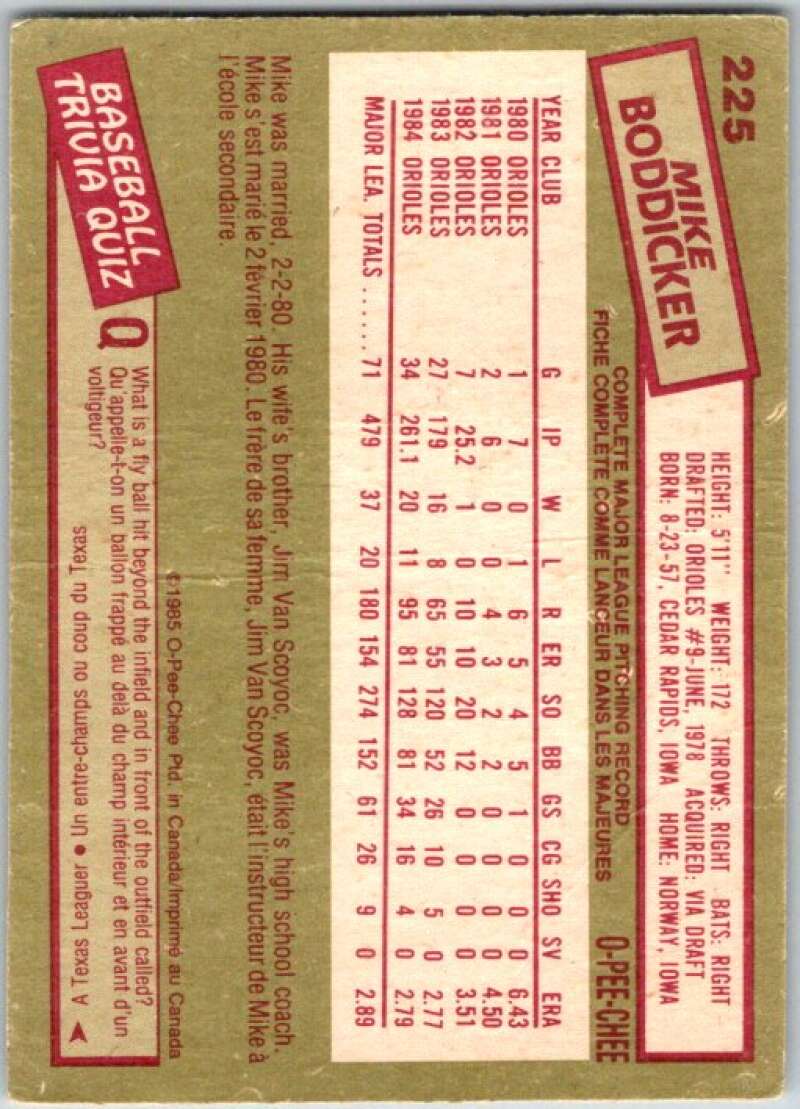 225
MIKE
BODDICKER
HEIGHT: 5'11" WEIGHT: 172 THROWS: RIGHT BATS: RIGHT
DRAFTED: ORIOLES #9-JUNE, 1978 ACQUIRED: VIA DRAFT
BORN: 8-23-57, CEDAR RAPIDS, IOWA HOME: NORWAY, IOWA
COMPLETE MAJOR LEAGUE PITCHING RECORD
FICHE COMPLÈTE COMME LANCEUR DANS LES MAJEURES
O-PEE-CHEE
YEAR CLUB G IP W L R ER SO BB GS CG SHO SV ERA
1980 ORIOLES 1 7 0 1 6 5 4 5 1 0 0 0 6.43
1981 ORIOLES 2 6 0 0 4 3 2 2 0 0 0 0 4.50
1982 ORIOLES 7 25.2 1 0 10 10 20 12 0 0 0 0 3.51
1983 ORIOLES 27 179 16 8 65 55 120 52 26 10 5 0 2.77
1984 ORIOLES 34 261.1 20 11 95 81 128 81 34 16 4 0 2.79
MAJOR LEA. TOTALS ...... 71 479 37 20 180 154 274 152 61 26 9 0 2.89
Mike was married, 2-2-80. His wife's brother, Jim Van Scoyoc, was Mike's high school coach.
Mike s'est marié le 2 février 1980. Le frère de sa femme, Jim Van Scoyoc, était l'instructeur de Mike à
l'école secondaire.
©1985 O-Pee-Chee Ptd. in Canada/Imprimé au Canada
BASEBALL
TRIVIA QUIZ
Q
What is a fly ball hit beyond the infield and in front of the outfield called?
Qu'appelle-t-on un ballon frappé au delà du champ intérieur et en avant d'un
voltigeur?
A Texas Leaguer • Un entre-champs ou coup du Texas